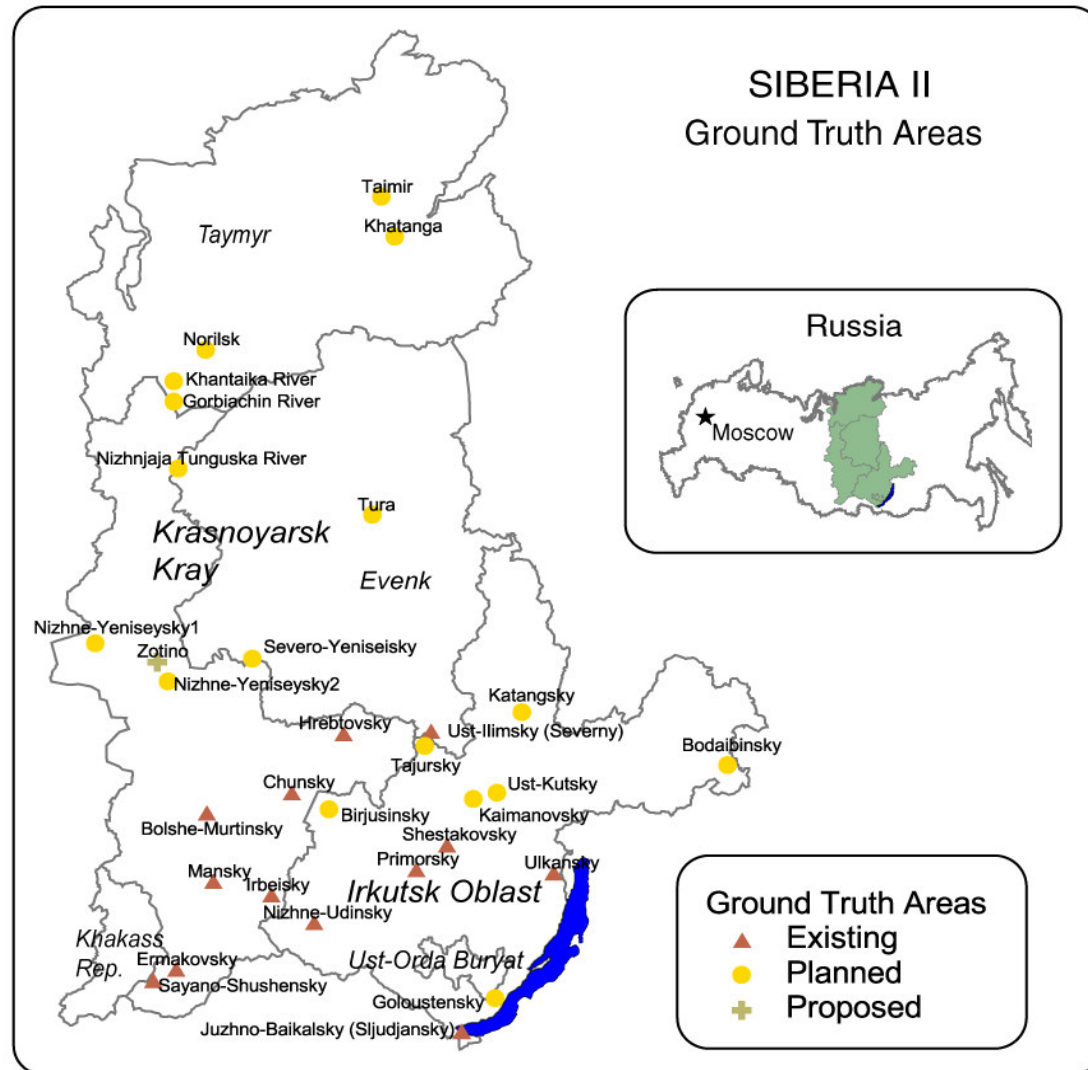 SIBERIA II
Ground Truth Areas
Taimir
Khatanga
Taymyr
Norilsk
Khantaika River
Gorbiachin River
Nizhnjaja Tunguska River
Tura
Krasnoyarsk
Kray
Evenk
Nizhne-Yeniseysky1
Zotino
Severo-Yeniseisky
Nizhne-Yeniseysky2
Katangsky
Hrebtovsky
Ust-Ilimsky (Severny)
Tajursky
Bodaibinsky
Chunsky
Ust-Kutsky
Birjusinsky
Kaimanovsky
Bolshe-Murtinsky
Shestakovsky
Primorsky
Ulkansky
Mansky
Irbeisky
Irkutsk Oblast
Nizhne-Udinsky
Khakass
Rep.
Ermakovsky
Sayano-Shushensky
Ust-Orda Buryat
Goloustensky
Juzhno-Baikalsky (Sljudjansky)
Russia
Moscow
Ground Truth Areas
Existing
Planned
Proposed